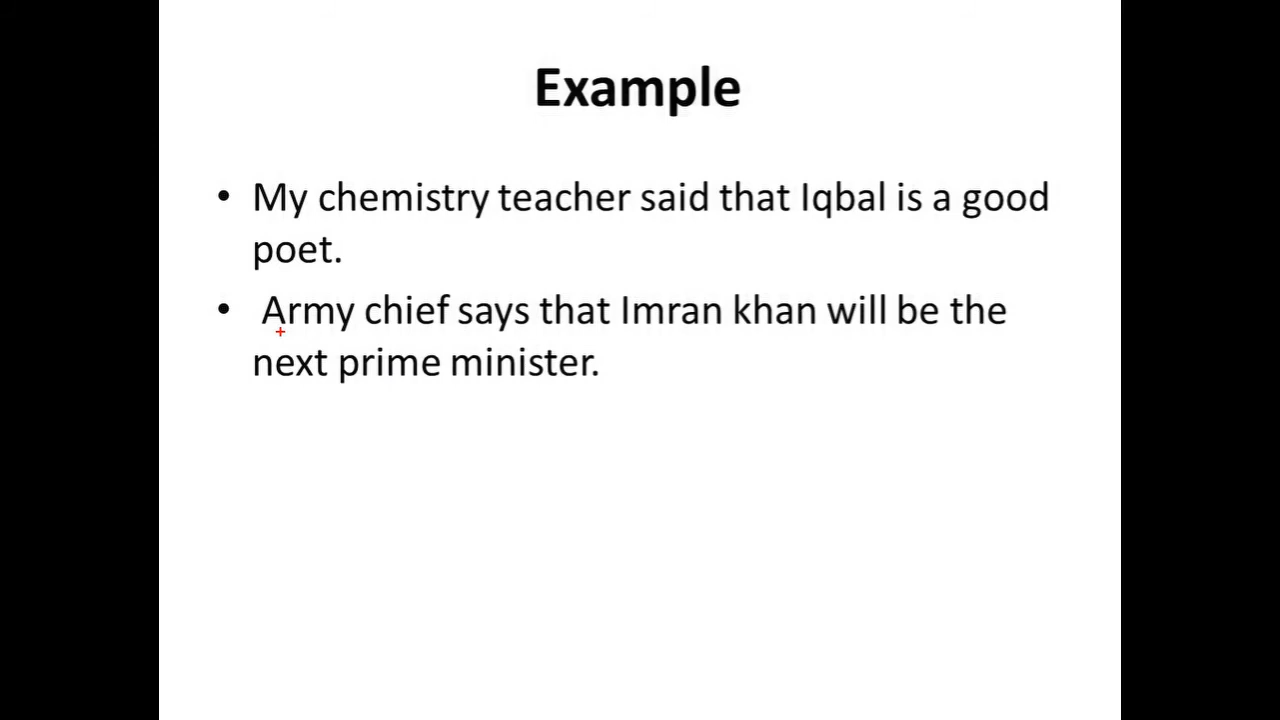 Example
• My chemistry teacher said that Iqbal is a good
poet.
• Army chief says that Imran khan will be the
next prime minister.